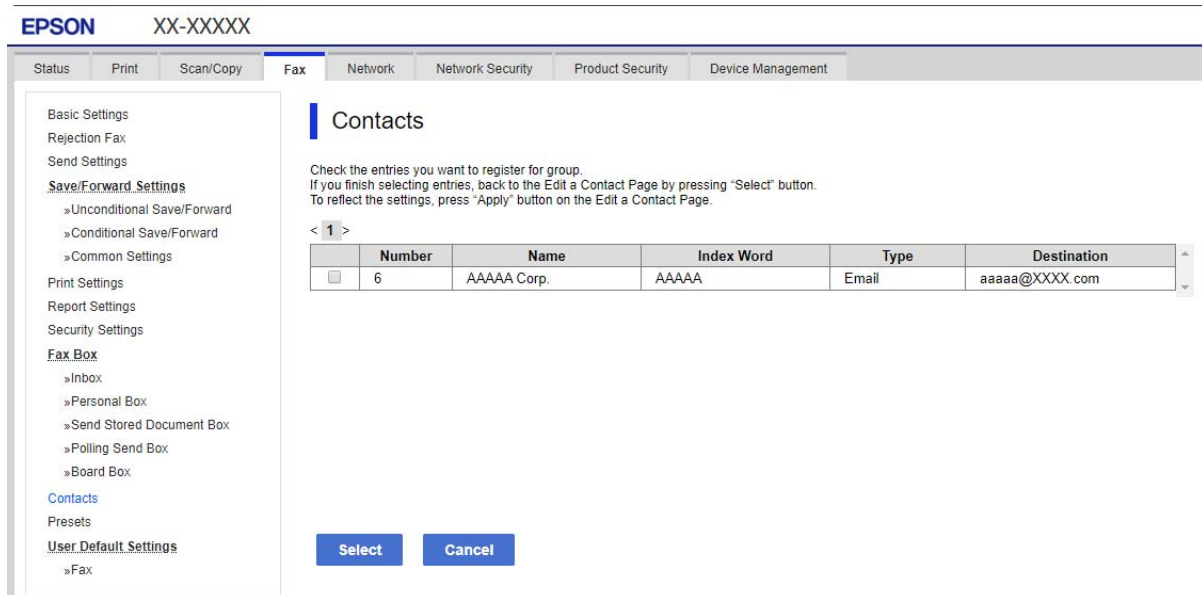 EPSON XX-XXXXX
Status Print Scan/Copy Fax Network Network Security Product Security Device Management
Basic Settings
Rejection Fax
Send Settings
Save/Forward Settings
»Unconditional Save/Forward
»Conditional Save/Forward
»Common Settings
Print Settings
Report Settings
Security Settings
Fax Box
»Inbox
»Personal Box
»Send Stored Document Box
»Polling Send Box
»Board Box
Contacts
Presets
User Default Settings
»Fax
Contacts
Check the entries you want to register for group.
If you finish selecting entries, back to the Edit a Contact Page by pressing “Select” button.
To reflect the settings, press “Apply” button on the Edit a Contact Page.
< 1 >
Number Name Index Word Type Destination
6 AAAAA Corp. AAAAA Email aaaaa@XXXX.com
Select Cancel